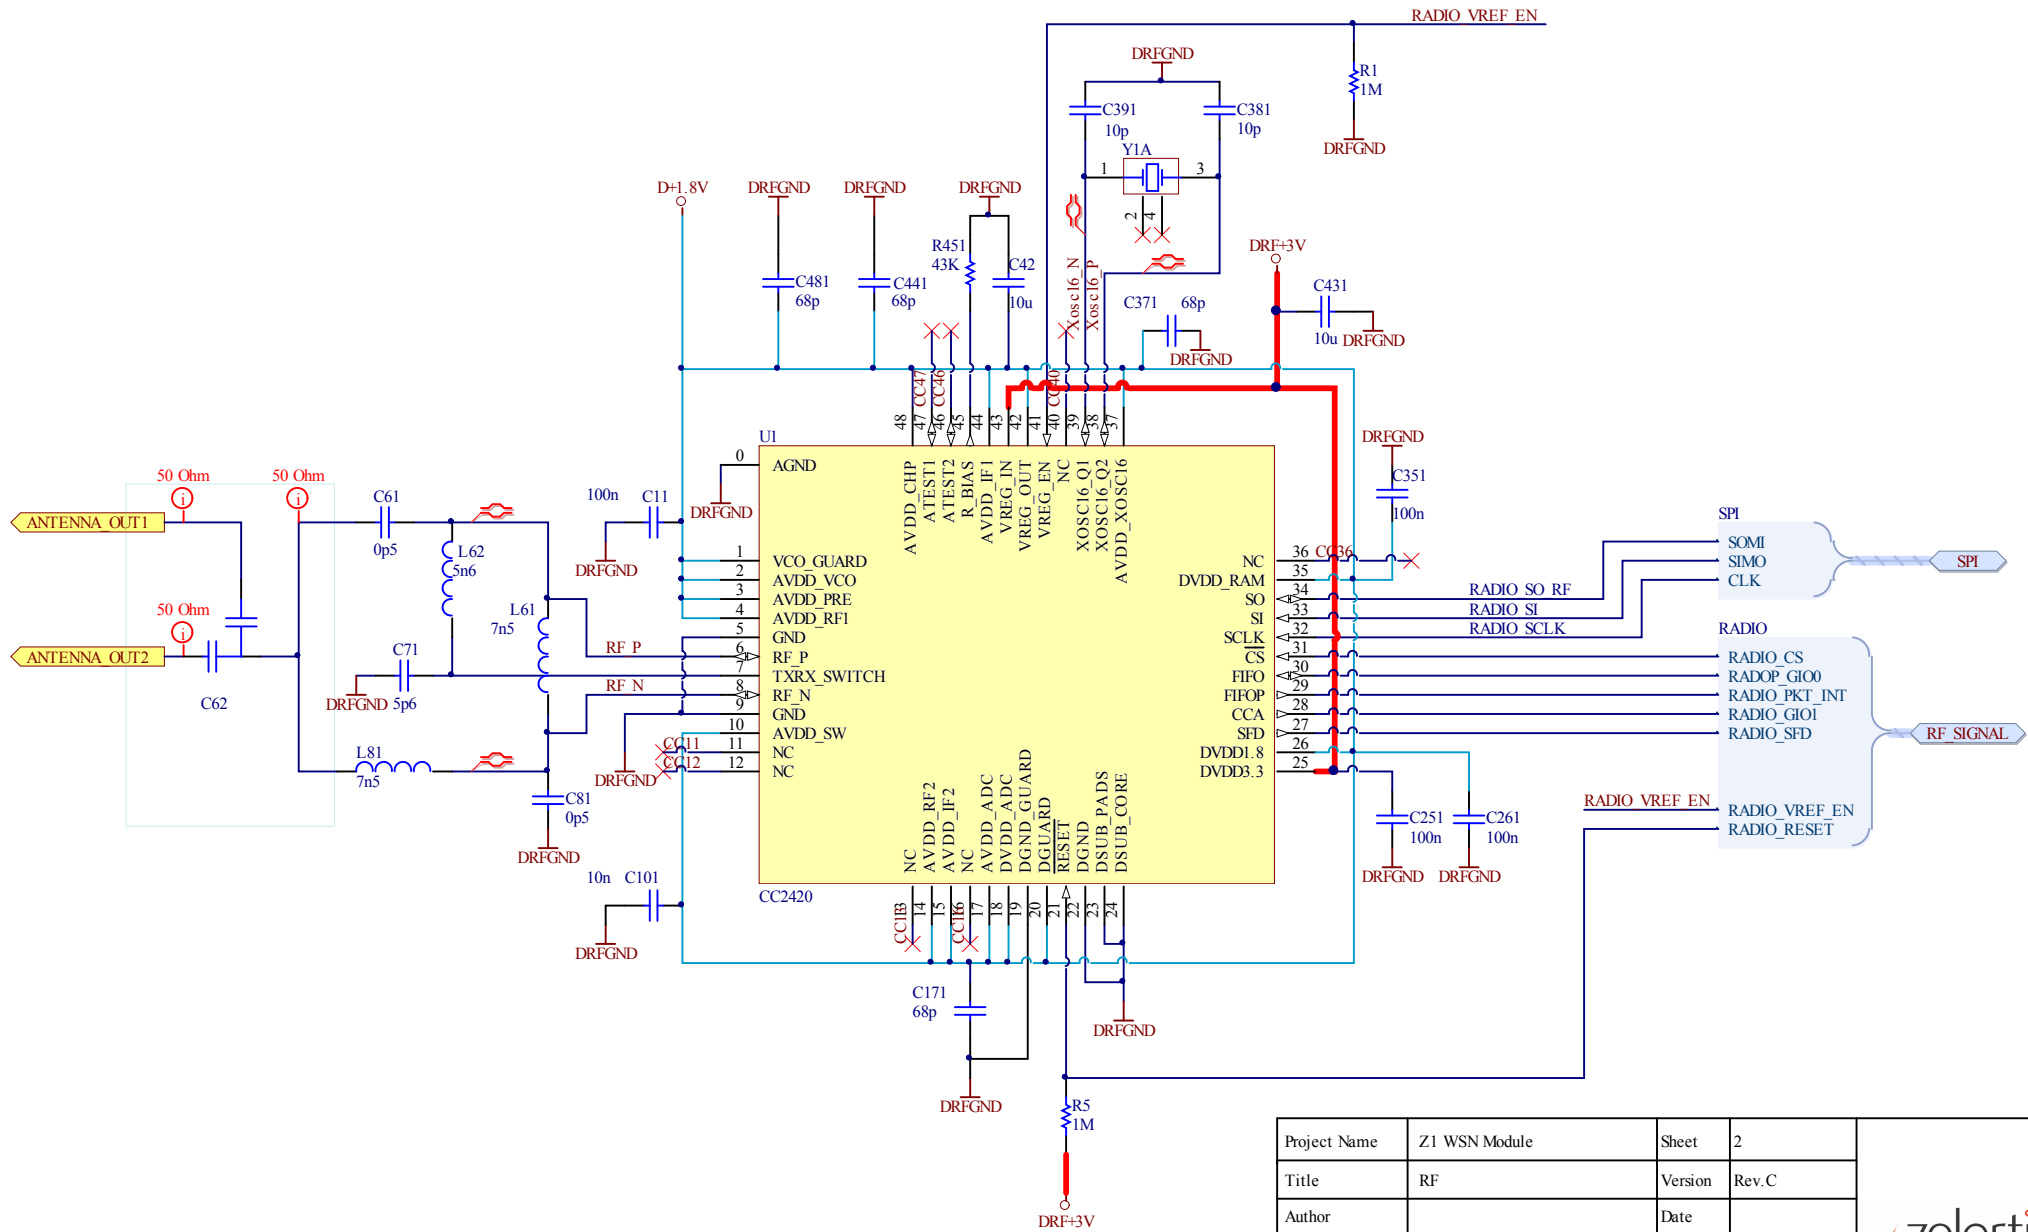 RADIO_VREF_EN
DRFGND
R1
1M
DRFGND
C391
10p
C381
10p
Y1A
1
3
2
4
D+1.8V
DRFGND
DRFGND
DRFGND
C481
68p
C441
68p
R451
43K
C42
10u
Xosc16_N
Xosc16_P
C371
68p
DRFGND
DRF+3V
C431
10u
DRFGND
CC47
CC46
CC40
48
47
46
45
44
43
42
41
40
39
38
37
U1
0
AGND
DRFGND
AVDD_CHP
ATEST1
ATEST2
R_BIAS
AVDD_IF1
VREG_IN
VREG_OUT
VREG_EN
NC
XOSC16_Q1
XOSC16_Q2
AVDD_XOSC16
DRFGND
C351
100n
50 Ohm
50 Ohm
ANTENNA_OUT1
50 Ohm
ANTENNA_OUT2
C62
C61
0p5
L62
5n6
L61
7n5
C71
5p6
DRFGND
L81
7n5
C81
0p5
DRFGND
RF_P
RF_N
100n
C11
DRFGND
DRFGND
CC11
CC12
10n
C101
DRFGND
1 VCO_GUARD
2 AVDD_VCO
3 AVDD_PRE
4 AVDD_RF1
5 GND
6 RF_P
7 TXRX_SWITCH
8 RF_N
9 GND
10 AVDD_SW
11 NC
12 NC
NC 36 CC36
DVDD_RAM 35
SO 34
SI 33
SCLK 32
CS 31
FIFO 30
FIFOP 29
CCA 28
SFD 27
DVDD1.8 26
DVDD3.3 25
RADIO_SO_RF
RADIO_SI
RADIO_SCLK
SPI
SOMI
SIMO
CLK
SPI
RADIO
RADIO_CS
RADOP_GIO0
RADIO_PKT_INT
RADIO_GIO1
RADIO_SFD
RF_SIGNAL
RADIO_VREF_EN
RADIO_VREF_EN
RADIO_RESET
C251
100n
C261
100n
DRFGND
DRFGND
NC
AVDD_RF2
AVDD_IF2
NC
AVDD_ADC
DVDD_ADC
DGND_GUARD
DGUARD
RESET
DGND
DSUB_PADS
DSUB_CORE
CC2420
13
14
15
16
17
18
19
20
21
22
23
24
CC13
CC16
C171
68p
DRFGND
DRFGND
R5
1M
DRF+3V
Project Name Z1 WSN Module Sheet 2
Title RF Version Rev.C
Author Date